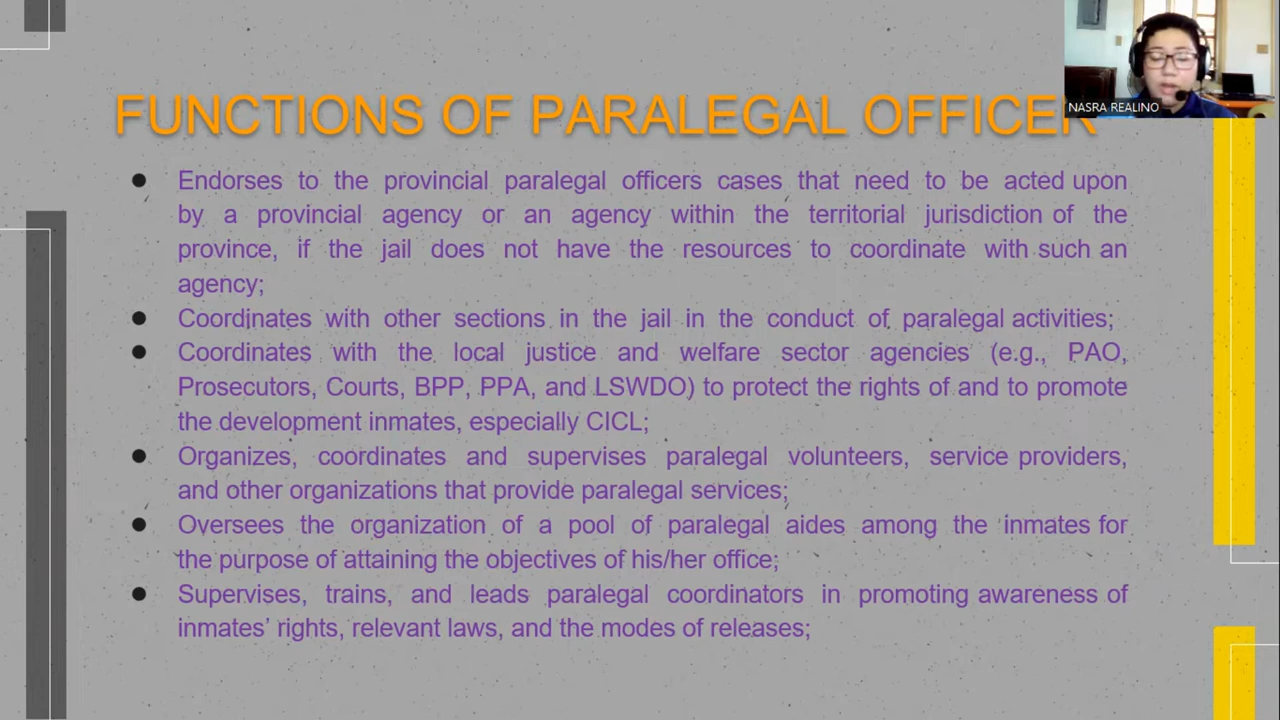 NASRA REALINO
FUNCTIONS OF PARALEGAL OFFICER
● Endorses to the provincial paralegal officers cases that need to be acted upon
by a provincial agency or an agency within the territorial jurisdiction of the
province, if the jail does not have the resources to coordinate with such an
agency;
● Coordinates with other sections in the jail in the conduct of paralegal activities;
● Coordinates with the local justice and welfare sector agencies (e.g., PAO,
Prosecutors, Courts, BPP, PPA, and LSWDO) to protect the rights of and to promote
the development inmates, especially CICL;
● Organizes, coordinates and supervises paralegal volunteers, service providers,
and other organizations that provide paralegal services;
● Oversees the organization of a pool of paralegal aides among the inmates for
the purpose of attaining the objectives of his/her office;
● Supervises, trains, and leads paralegal coordinators in promoting awareness of
inmates’ rights, relevant laws, and the modes of releases;